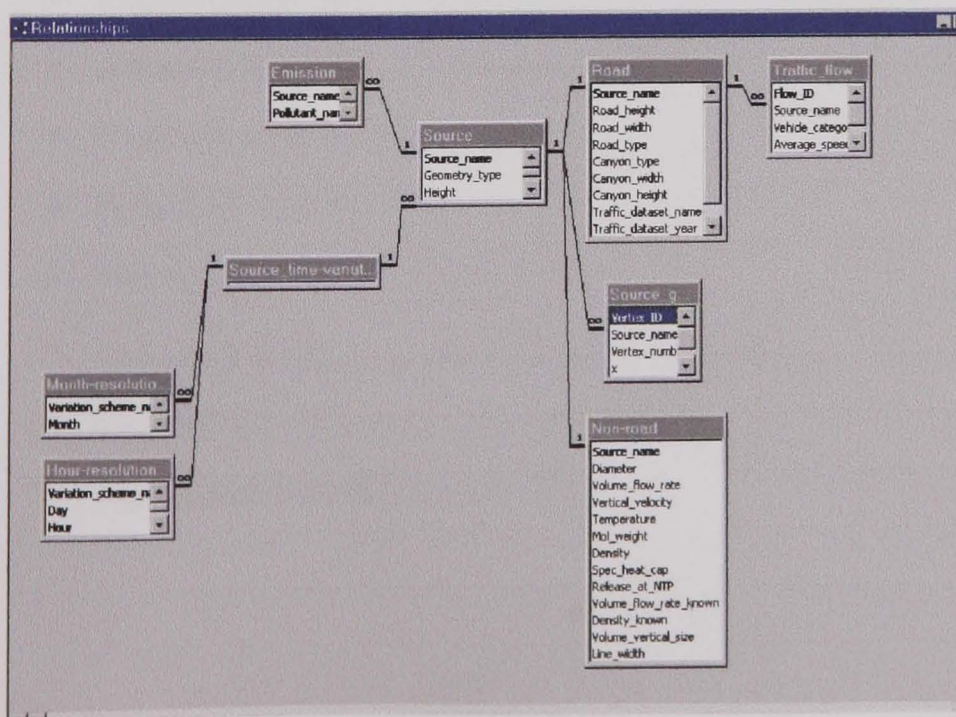 Relationships
Emission
Source_name
Pollutant_nan
Source
Source_name
Geometry_type
Height
Road
Source_name
Road_height
Road_width
Road_type
Canyon_type
Canyon_width
Canyon_height
Traffic_dataset_name
Traffic_dataset_year
Traffic_flow
Flow_ID
Source_name
Vehicle_catego
Average_speed
Source_time-variat...
Source_g...
Vertex_ID
Source_name
Vertex_numb
x
Month-resolutio...
Variation_scheme_na
Month
Hour-resolution...
Variation_scheme_na
Day
Hour
Non-road
Source_name
Diameter
Volume_flow_rate
Vertical_velocity
Temperature
Mol_weight
Density
Spec_heat_cap
Release_at_NTP
Volume_flow_rate_known
Density_known
Volume_vertical_size
Line_width
1 ∞
1 ∞
1 ∞
1 ∞
1 ∞
1 1
1 1